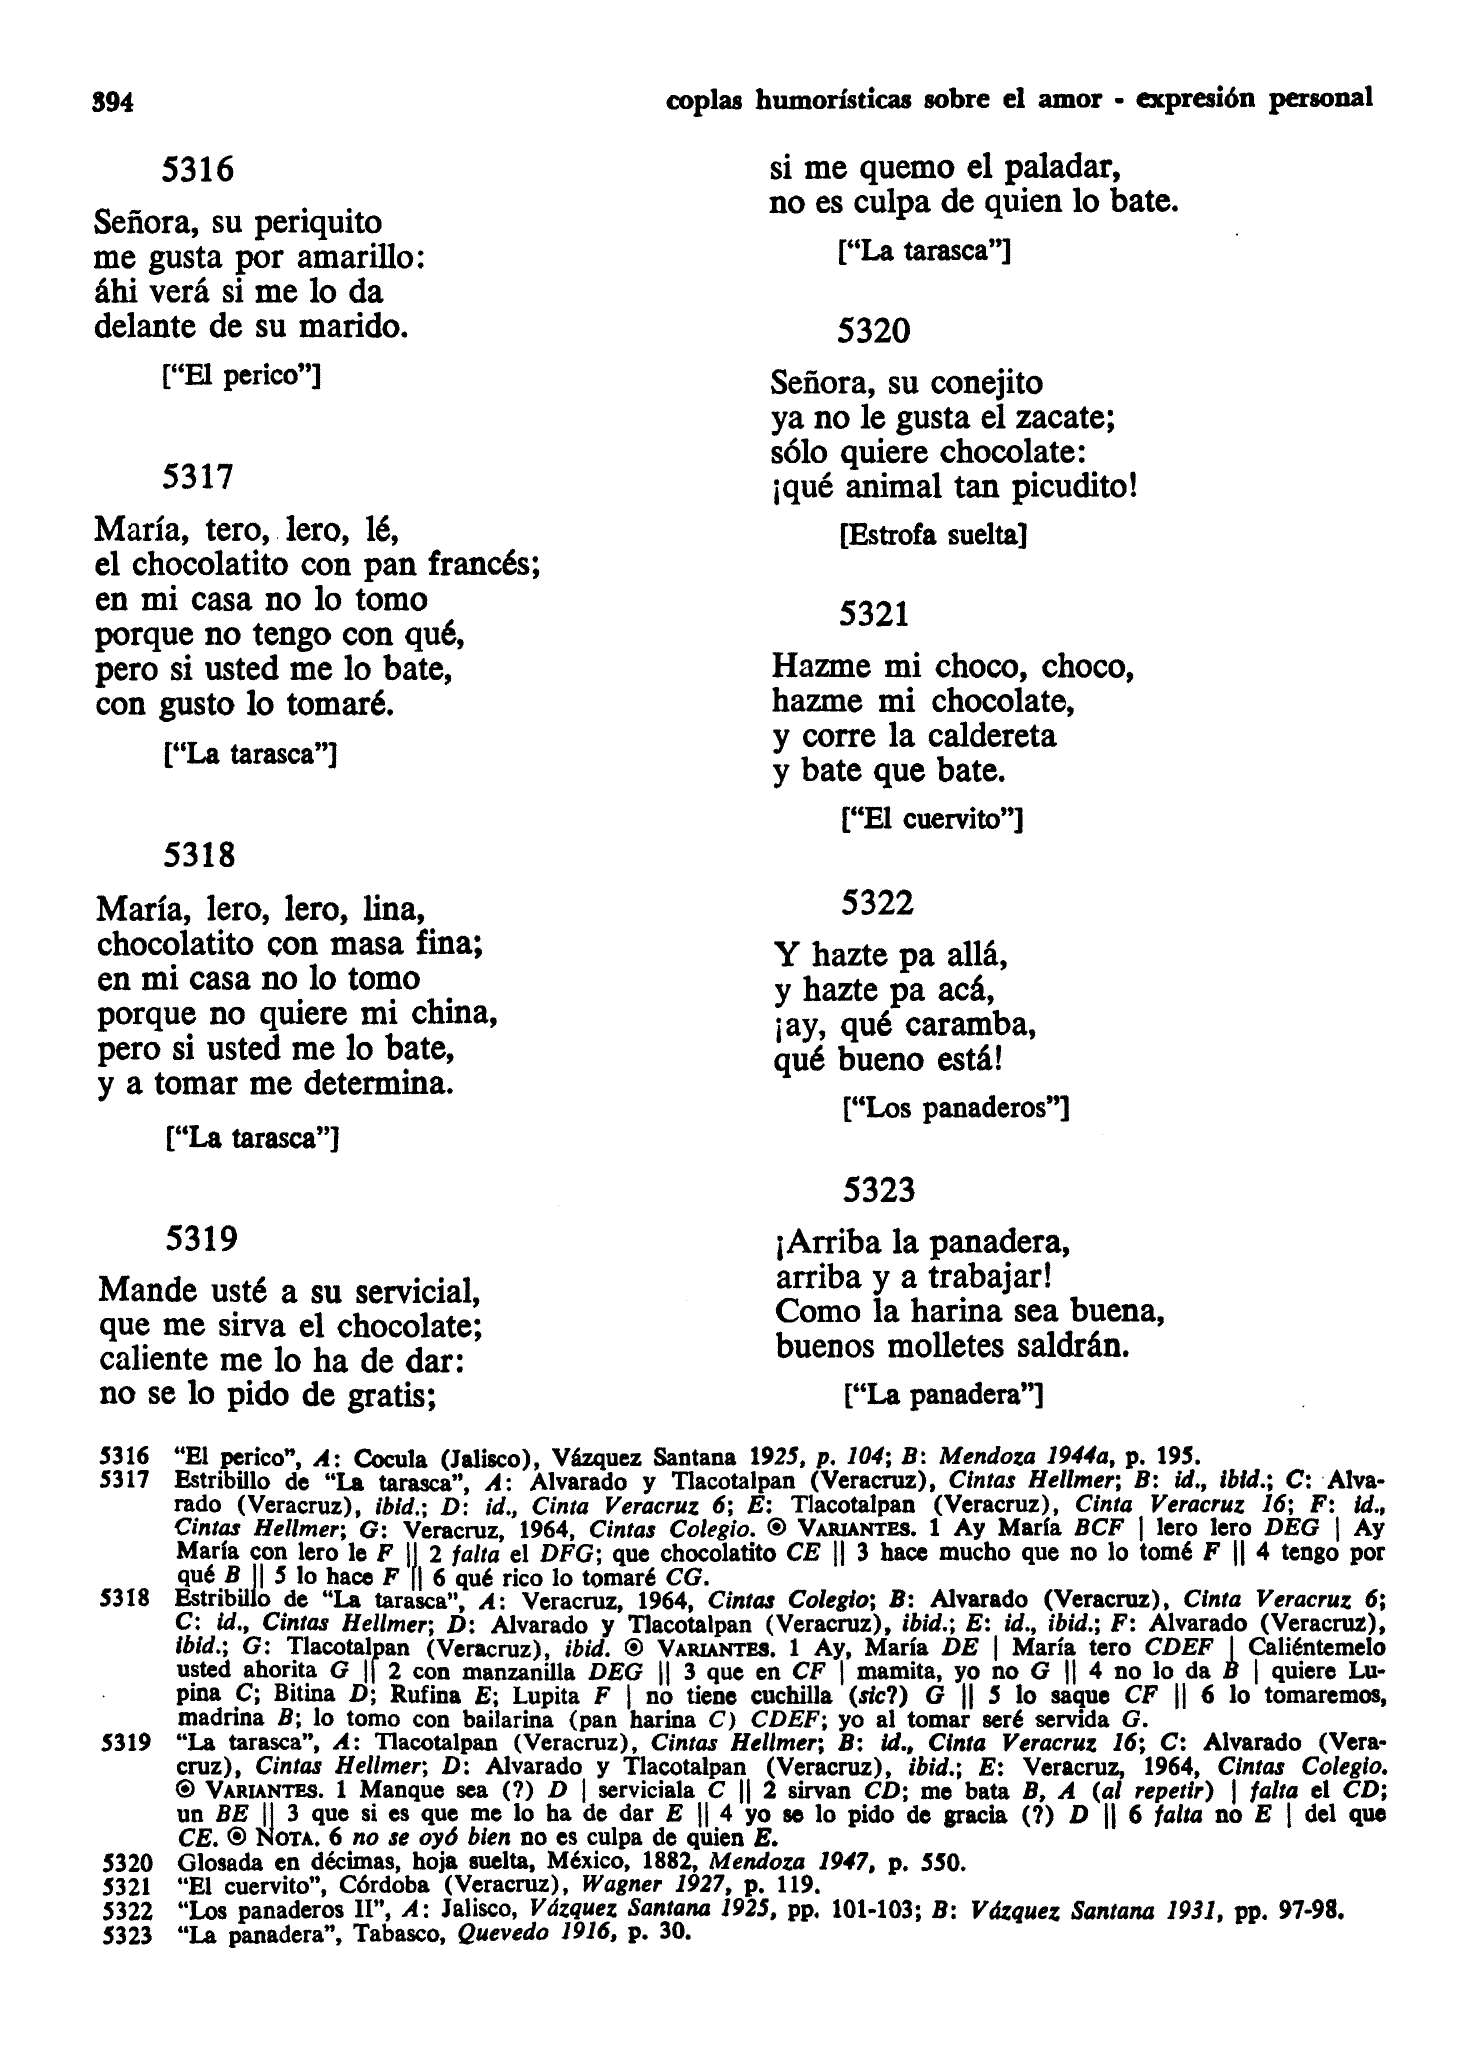 394
coplas humorísticas sobre el amor - expresión personal
5316
Señora, su periquito
me gusta por amarillo:
áhi verá si me lo da
delante de su marido.
["El perico"]
5317
María, tero, lero, lé,
el chocolatito con pan francés;
en mi casa no lo tomo
porque no tengo con qué,
pero si usted me lo bate,
con gusto lo tomaré.
["La tarasca"]
5318
María, lero, lero, lina,
chocolatito con masa fina;
en mi casa no lo tomo
porque no quiere mi china,
pero si usted me lo bate,
y a tomar me determina.
["La tarasca"]
5319
Mande usté a su servicial,
que me sirva el chocolate;
caliente me lo ha de dar:
no se lo pido de gratis;
si me quemo el paladar,
no es culpa de quien lo bate.
["La tarasca"]
5320
Señora, su conejito
ya no le gusta el zacate;
sólo quiere chocolate:
¡qué animal tan picudito!
[Estrofa suelta]
5321
Hazme mi choco, choco,
hazme mi chocolate,
y corre la caldereta
y bate que bate.
["El cuervito"]
5322
Y hazte pa allá,
y hazte pa acá,
¡ay, qué caramba,
qué bueno está!
["Los panaderos"]
5323
¡Arriba la panadera,
arriba y a trabajar!
Como la harina sea buena,
buenos molletes saldrán.
["La panadera"]
5316 "El perico", A: Cocula (Jalisco), Vázquez Santana 1925, p. 104; B: Mendoza 1944a, p. 195.
5317 Estribillo de "La tarasca", A: Alvarado y Tlacotalpan (Veracruz), Cintas Hellmer; B: id., ibid.; C: Alva-
rado (Veracruz), ibid.; D: id., Cinta Veracruz 6; E: Tlacotalpan (Veracruz), Cinta Veracruz 16; F: id.,
Cintas Hellmer; G: Veracruz, 1964, Cintas Colegio. ⊙ VARIANTES. 1 Ay María BCF | lero lero DEG | Ay
María con lero le F || 2 falta el DFG; que chocolatito CE || 3 hace mucho que no lo tomé F || 4 tengo por
qué B || 5 lo hace F || 6 qué rico lo tomaré CG.
5318 Estribillo de "La tarasca", A: Veracruz, 1964, Cintas Colegio; B: Alvarado (Veracruz), Cinta Veracruz 6;
C: id., Cintas Hellmer; D: Alvarado y Tlacotalpan (Veracruz), ibid.; E: id., ibid.; F: Alvarado (Veracruz),
ibid.; G: Tlacotalpan (Veracruz), ibid. ⊙ VARIANTES. 1 Ay, María DE | María tero CDEF | Caliéntemelo
usted ahorita G || 2 con manzanilla DEG || 3 que en CF | mamita, yo no G || 4 no lo da B | quiere Lu-
pina C; Bitina D; Rufina E; Lupita F | no tiene cuchilla (sic?) G || 5 lo saque CF || 6 lo tomaremos,
madrina B; lo tomo con bailarina (pan harina C) CDEF; yo al tomar seré servida G.
5319 "La tarasca", A: Tlacotalpan (Veracruz), Cintas Hellmer; B: id., Cinta Veracruz 16; C: Alvarado (Vera-
cruz), Cintas Hellmer; D: Alvarado y Tlacotalpan (Veracruz), ibid.; E: Veracruz, 1964, Cintas Colegio.
⊙ VARIANTES. 1 Manque sea (?) D | serviciala C || 2 sirvan CD; me bata B, A (al repetir) | falta el CD;
un BE || 3 que si es que me lo ha de dar E || 4 yo se lo pido de gracia (?) D || 6 falta no E | del que
CE. ⊙ NOTA. 6 no se oyó bien no es culpa de quien E.
5320 Glosada en décimas, hoja suelta, México, 1882, Mendoza 1947, p. 550.
5321 "El cuervito", Córdoba (Veracruz), Wagner 1927, p. 119.
5322 "Los panaderos II", A: Jalisco, Vázquez Santana 1925, pp. 101-103; B: Vázquez Santana 1931, pp. 97-98.
5323 "La panadera", Tabasco, Quevedo 1916, p. 30.